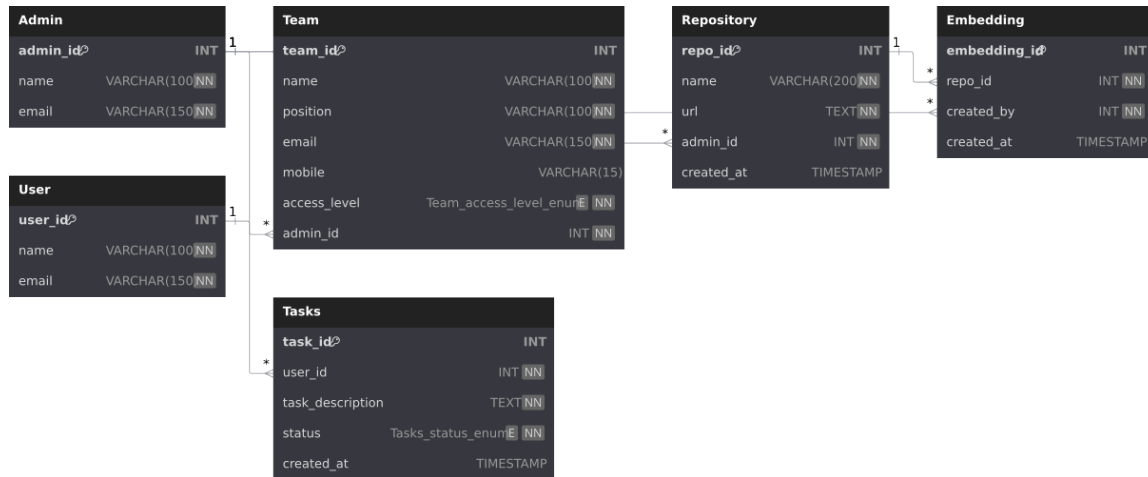 Admin
admin_id INT
name VARCHAR(100 NN
email VARCHAR(150 NN
1
Team
team_id INT
name VARCHAR(100 NN
position VARCHAR(100 NN
email VARCHAR(150 NN
mobile VARCHAR(15)
access_level Team_access_level_enum E NN
* admin_id INT NN
Repository
repo_id INT
name VARCHAR(200 NN
url TEXT NN
* admin_id INT NN
created_at TIMESTAMP
1
Embedding
embedding_id INT
* repo_id INT NN
* created_by INT NN
created_at TIMESTAMP
User
user_id INT
name VARCHAR(100 NN
email VARCHAR(150 NN
1
Tasks
task_id INT
* user_id INT NN
task_description TEXT NN
status Tasks_status_enum E NN
created_at TIMESTAMP